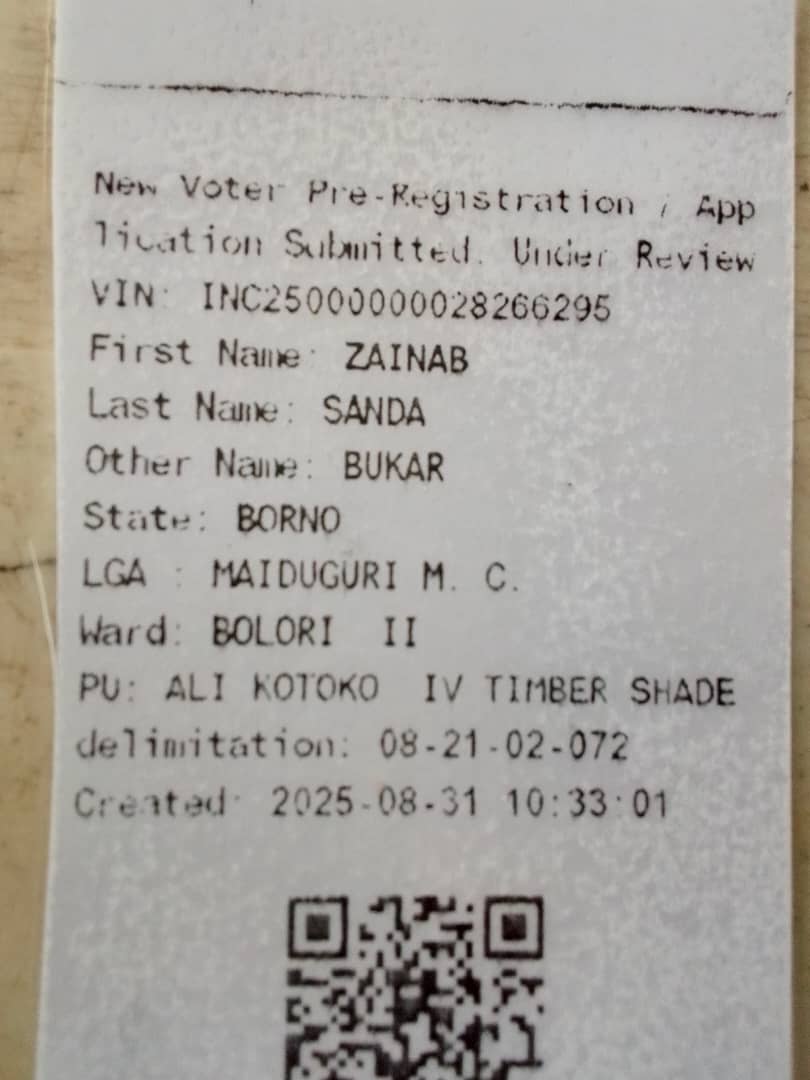 New Voter Pre-Registration / App
lication Submitted. Under Review
VIN: INC25000000028266295
First Name: ZAINAB
Last Name: SANDA
Other Name: BUKAR
State: BORNO
LGA : MAIDUGURI M. C.
Ward: BOLORI II
PU: ALI KOTOKO IV TIMBER SHADE
delimitation: 08-21-02-072
Created: 2025-08-31 10:33:01